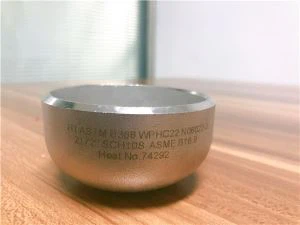 ASTM B366 WPHC22 N06022
SCH10S ASME B16.9
Heat No.74292